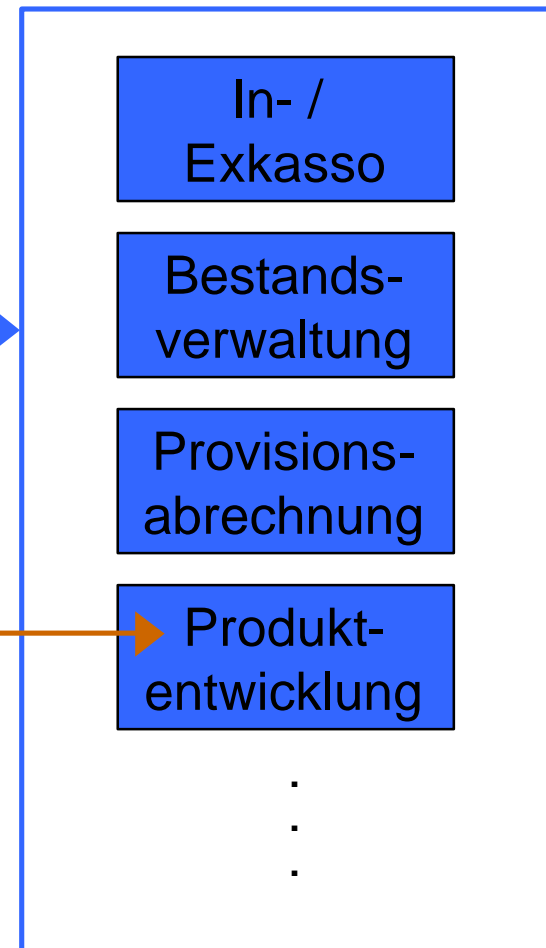 In- /
Exkasso
Bestands-
verwaltung
Provisions-
abrechnung
Produkt-
entwicklung
.
.
.